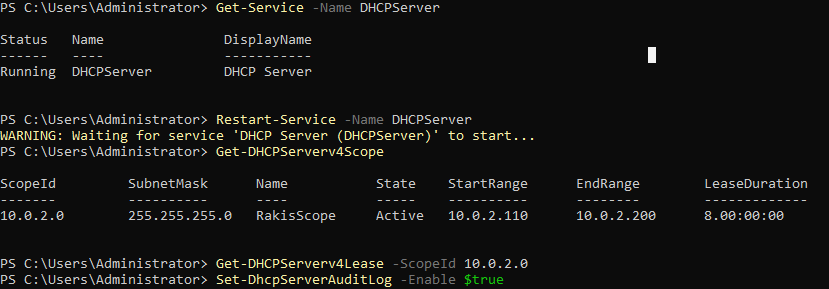 PS C:\Users\Administrator> Get-Service -Name DHCPServer
Status   Name               DisplayName
------   ----               -----------
Running  DHCPServer         DHCP Server
PS C:\Users\Administrator> Restart-Service -Name DHCPServer
WARNING: Waiting for service 'DHCP Server (DHCPServer)' to start...
PS C:\Users\Administrator> Get-DHCPServerv4Scope
ScopeId         SubnetMask      Name           State    StartRange      EndRange        LeaseDuration
-------         ----------      ----           -----    ----------      --------        -------------
10.0.2.0        255.255.255.0   RakisScope     Active   10.0.2.110      10.0.2.200      8.00:00:00
PS C:\Users\Administrator> Get-DHCPServerv4Lease -ScopeId 10.0.2.0
PS C:\Users\Administrator> Set-DhcpServerAuditLog -Enable $true